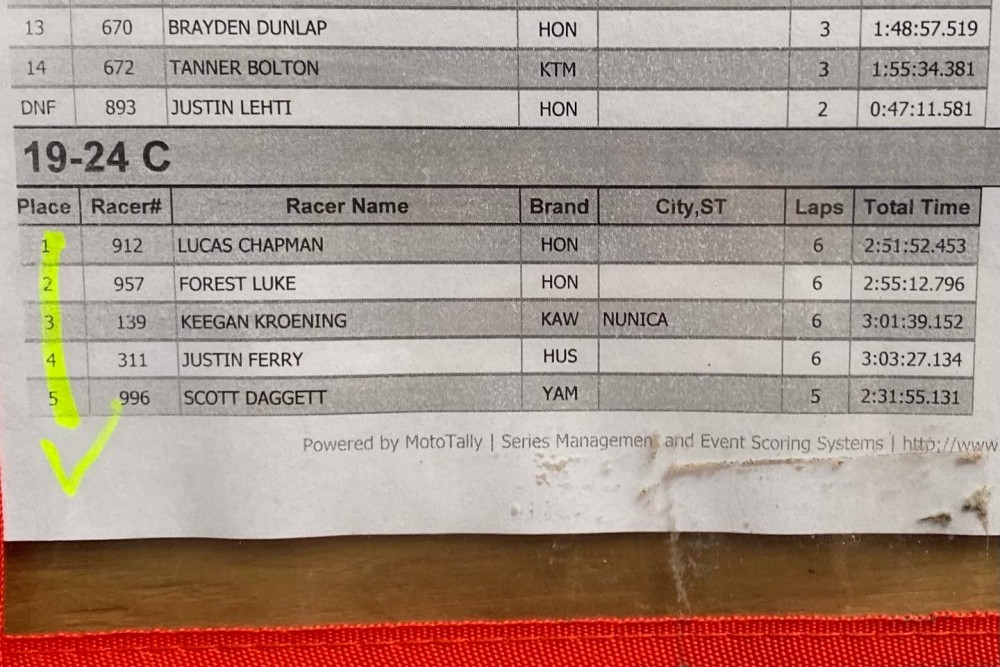 13 670 BRAYDEN DUNLAP HON 3 1:48:57.519
14 672 TANNER BOLTON KTM 3 1:55:34.381
DNF 893 JUSTIN LEHTI HON 2 0:47:11.581
19-24 C
Place Racer# Racer Name Brand City,ST Laps Total Time
1 912 LUCAS CHAPMAN HON 6 2:51:52.453
2 957 FOREST LUKE HON 6 2:55:12.796
3 139 KEEGAN KROENING KAW NUNICA 6 3:01:39.152
4 311 JUSTIN FERRY HUS 6 3:03:27.134
5 996 SCOTT DAGGETT YAM 5 2:31:55.131
Powered by MotoTally | Series Management and Event Scoring Systems | http://www